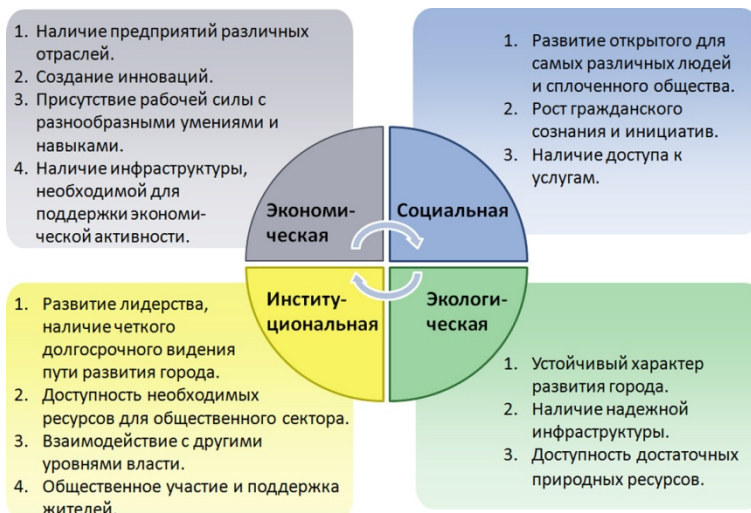 1. Наличие предприятий различных
отраслей.
2. Создание инноваций.
3. Присутствие рабочей силы с
разнообразными умениями и
навыками.
4. Наличие инфраструктуры,
необходимой для
поддержки экономи-
ческой активности.
1. Развитие открытого для
самых различных людей
и сплоченного общества.
2. Рост гражданского
сознания и инициатив.
3. Наличие доступа к
услугам.
Экономи-
ческая
Социальная
Институ-
циональная
Экологи-
ческая
1. Развитие лидерства,
наличие четкого
долгосрочного видения
пути развития города.
2. Доступность необходимых
ресурсов для общественного сектора.
3. Взаимодействие с другими
уровнями власти.
4. Общественное участие и поддержка
жителей.
1. Устойчивый характер
развития города.
2. Наличие надежной
инфраструктуры.
3. Доступность достаточных
природных ресурсов.